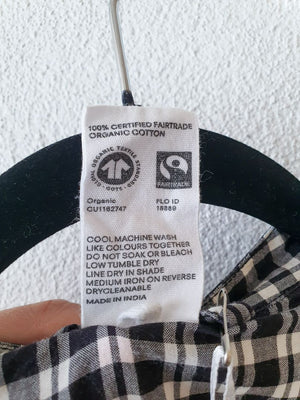 100% CERTIFIED FAIRTRADE
ORGANIC COTTON
GLOBAL ORGANIC TEXTILE STANDARD
GOTS
FAIRTRADE
Organic
CU1162747
FLO ID
18889
COOL MACHINE WASH
LIKE COLOURS TOGETHER
DO NOT SOAK OR BLEACH
LOW TUMBLE DRY
LINE DRY IN SHADE
MEDIUM IRON ON REVERSE
DRYCLEANABLE
MADE IN INDIA